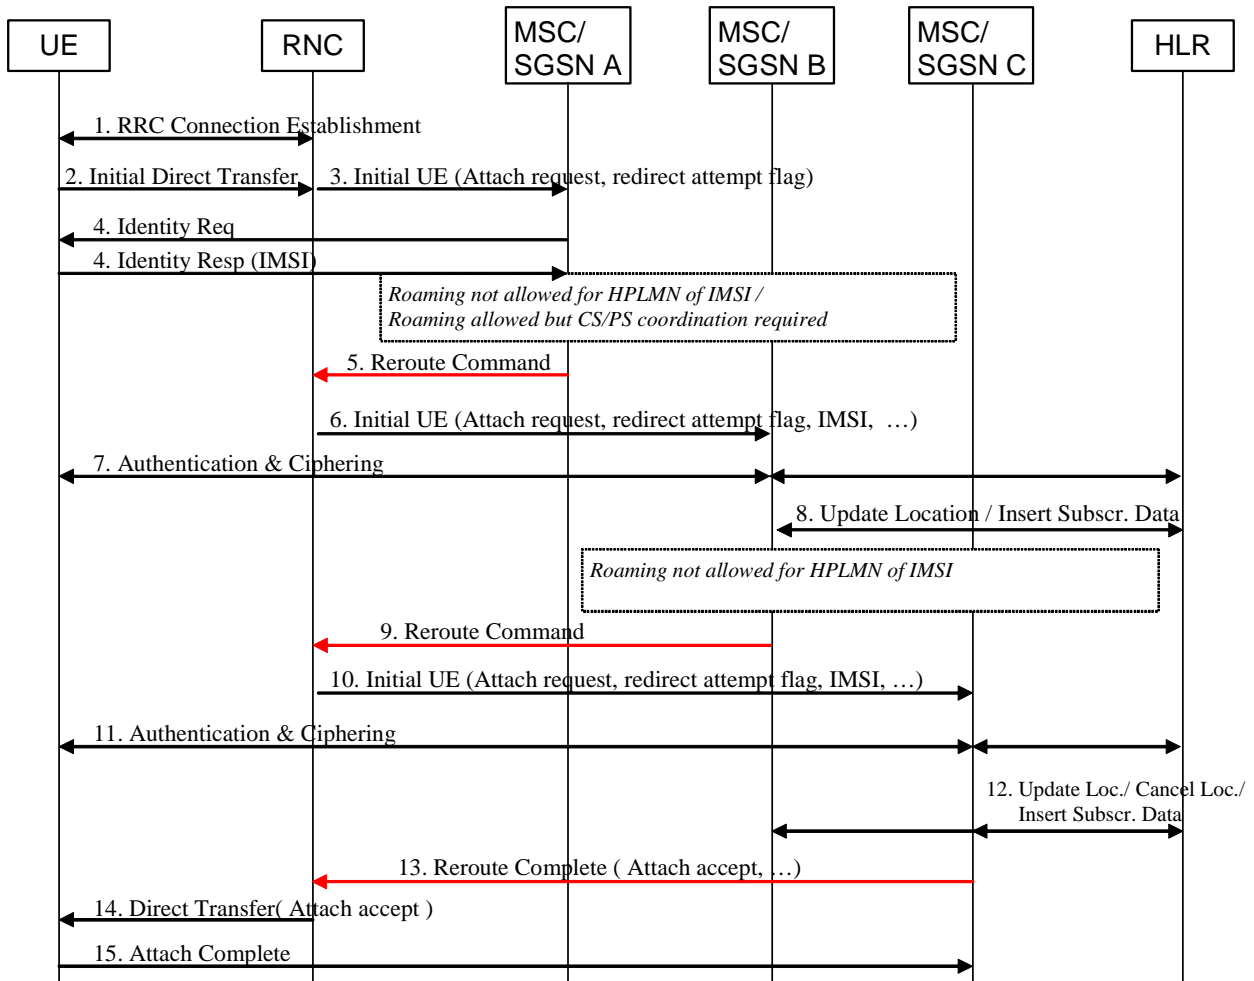 UE
RNC
MSC/
SGSN A
MSC/
SGSN B
MSC/
SGSN C
HLR
1. RRC Connection Establishment
2. Initial Direct Transfer
3. Initial UE (Attach request, redirect attempt flag)
4. Identity Req
4. Identity Resp (IMSI)
Roaming not allowed for HPLMN of IMSI /
Roaming allowed but CS/PS coordination required
5. Reroute Command
6. Initial UE (Attach request, redirect attempt flag, IMSI, …)
7. Authentication & Ciphering
8. Update Location / Insert Subscr. Data
Roaming not allowed for HPLMN of IMSI
9. Reroute Command
10. Initial UE (Attach request, redirect attempt flag, IMSI, …)
11. Authentication & Ciphering
12. Update Loc./ Cancel Loc./
Insert Subscr. Data
13. Reroute Complete ( Attach accept, …)
14. Direct Transfer( Attach accept )
15. Attach Complete